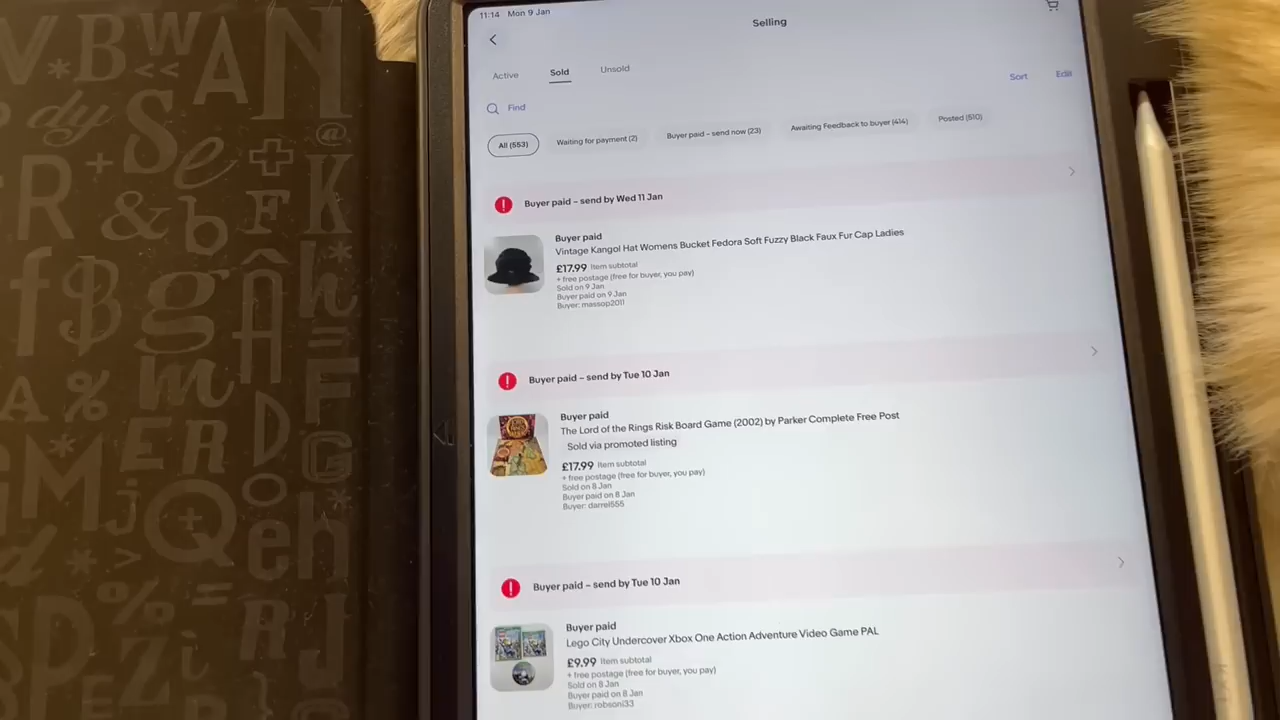 11:14 Mon 9 Jan
Selling
Active Sold Unsold
Sort Edit
Find
All (553) Waiting for payment (2) Buyer paid – send now (23) Awaiting Feedback to buyer (414) Posted (510)
Buyer paid – send by Wed 11 Jan
Buyer paid
Vintage Kangol Hat Womens Bucket Fedora Soft Fuzzy Black Faux Fur Cap Ladies
£17.99 Item subtotal
+ free postage (free for buyer, you pay)
Sold on 9 Jan
Buyer paid on 9 Jan
Buyer: massop2011
Buyer paid – send by Tue 10 Jan
Buyer paid
The Lord of the Rings Risk Board Game (2002) by Parker Complete Free Post
Sold via promoted listing
£17.99 Item subtotal
+ free postage (free for buyer, you pay)
Sold on 8 Jan
Buyer paid on 8 Jan
Buyer: darrel555
Buyer paid – send by Tue 10 Jan
Buyer paid
Lego City Undercover Xbox One Action Adventure Video Game PAL
£9.99 Item subtotal
+ free postage (free for buyer, you pay)
Sold on 8 Jan
Buyer paid on 8 Jan
Buyer: robsonl33